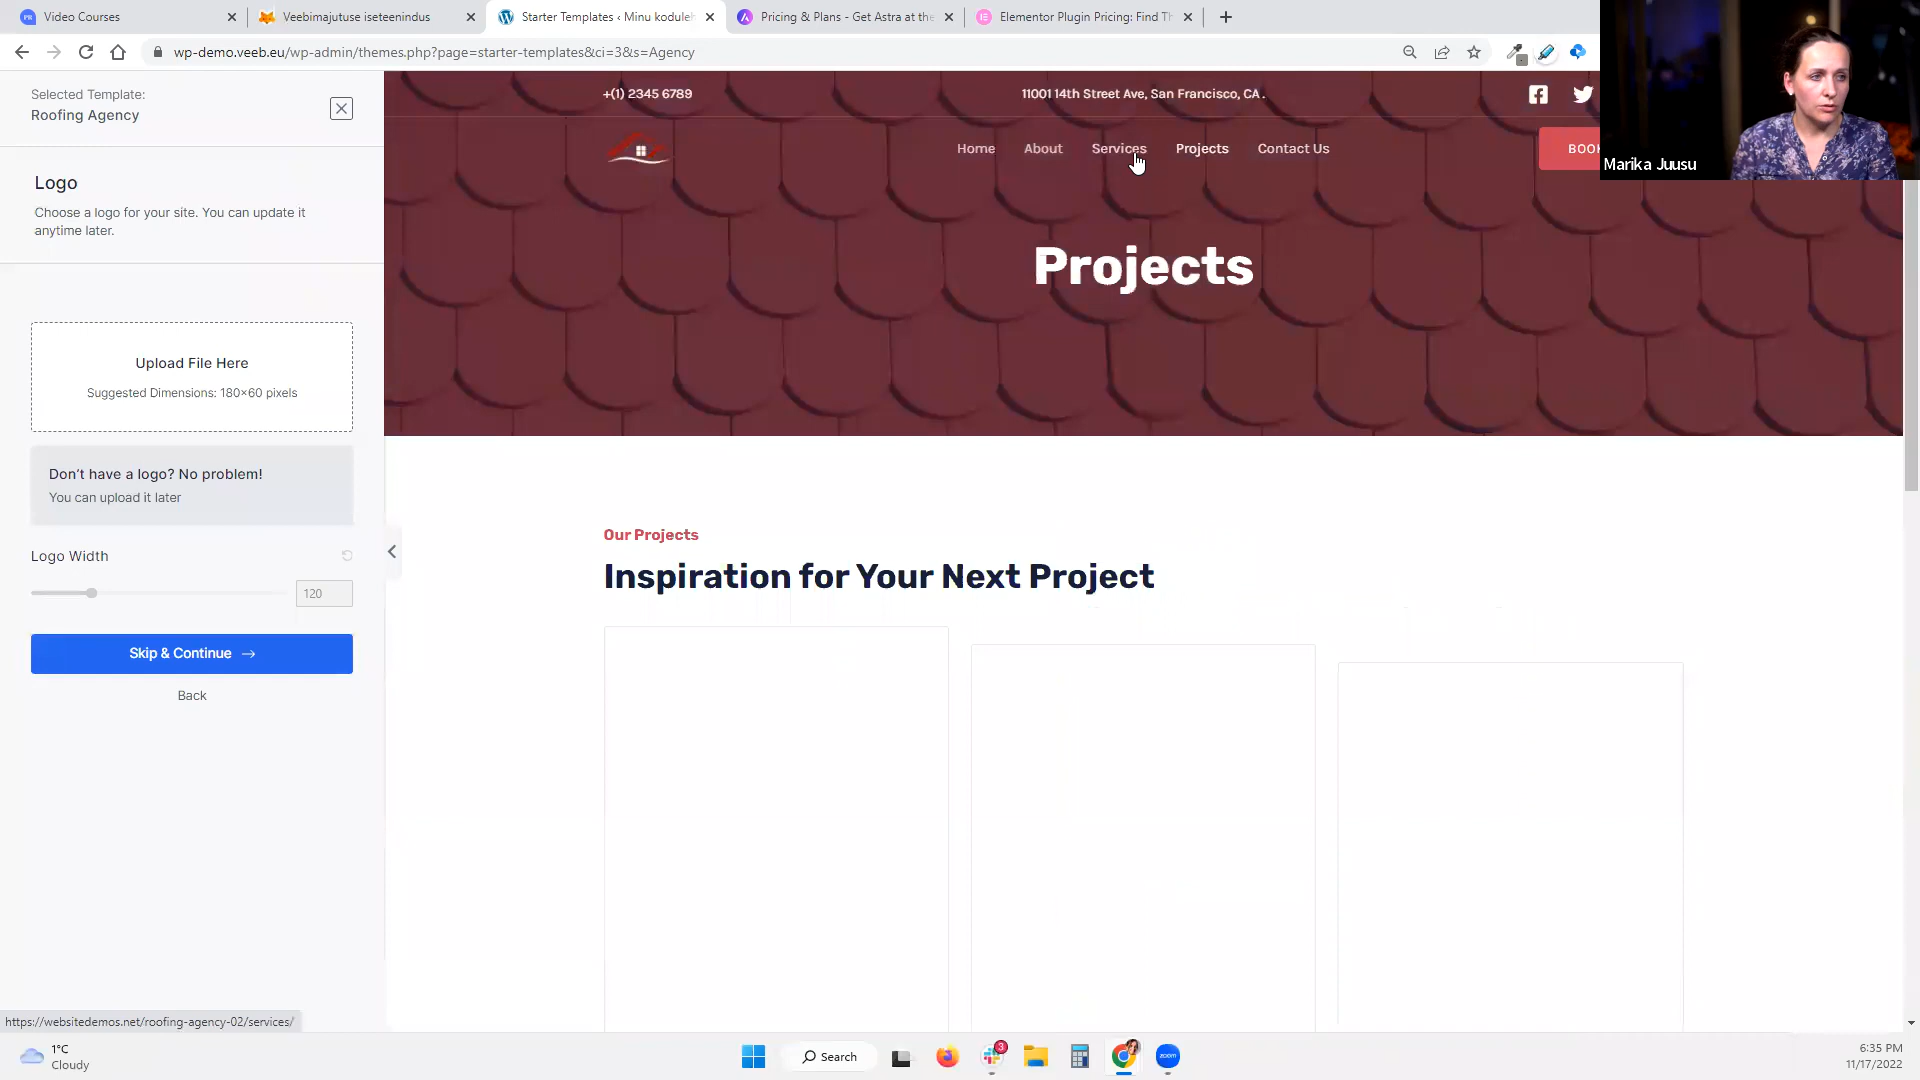 Video Courses
Veebimajutuse iseteenindus
Starter Templates ‹ Minu koduleh
Pricing & Plans - Get Astra at the
Elementor Plugin Pricing: Find Th
wp-demo.veeb.eu/wp-admin/themes.php?page=starter-templates&ci=3&s=Agency
Selected Template:
Roofing Agency
Logo
Choose a logo for your site. You can update it
anytime later.
Upload File Here
Suggested Dimensions: 180×60 pixels
Don't have a logo? No problem!
You can upload it later
Logo Width
120
Skip & Continue →
Back
+(1) 2345 6789
11001 14th Street Ave, San Francisco, CA .
Home
About
Services
Projects
Contact Us
BOO
Marika Juusu
Projects
Our Projects
Inspiration for Your Next Project
https://websitedemos.net/roofing-agency-02/services/
1°C
Cloudy
Search
3
zoom
6:35 PM
11/17/2022